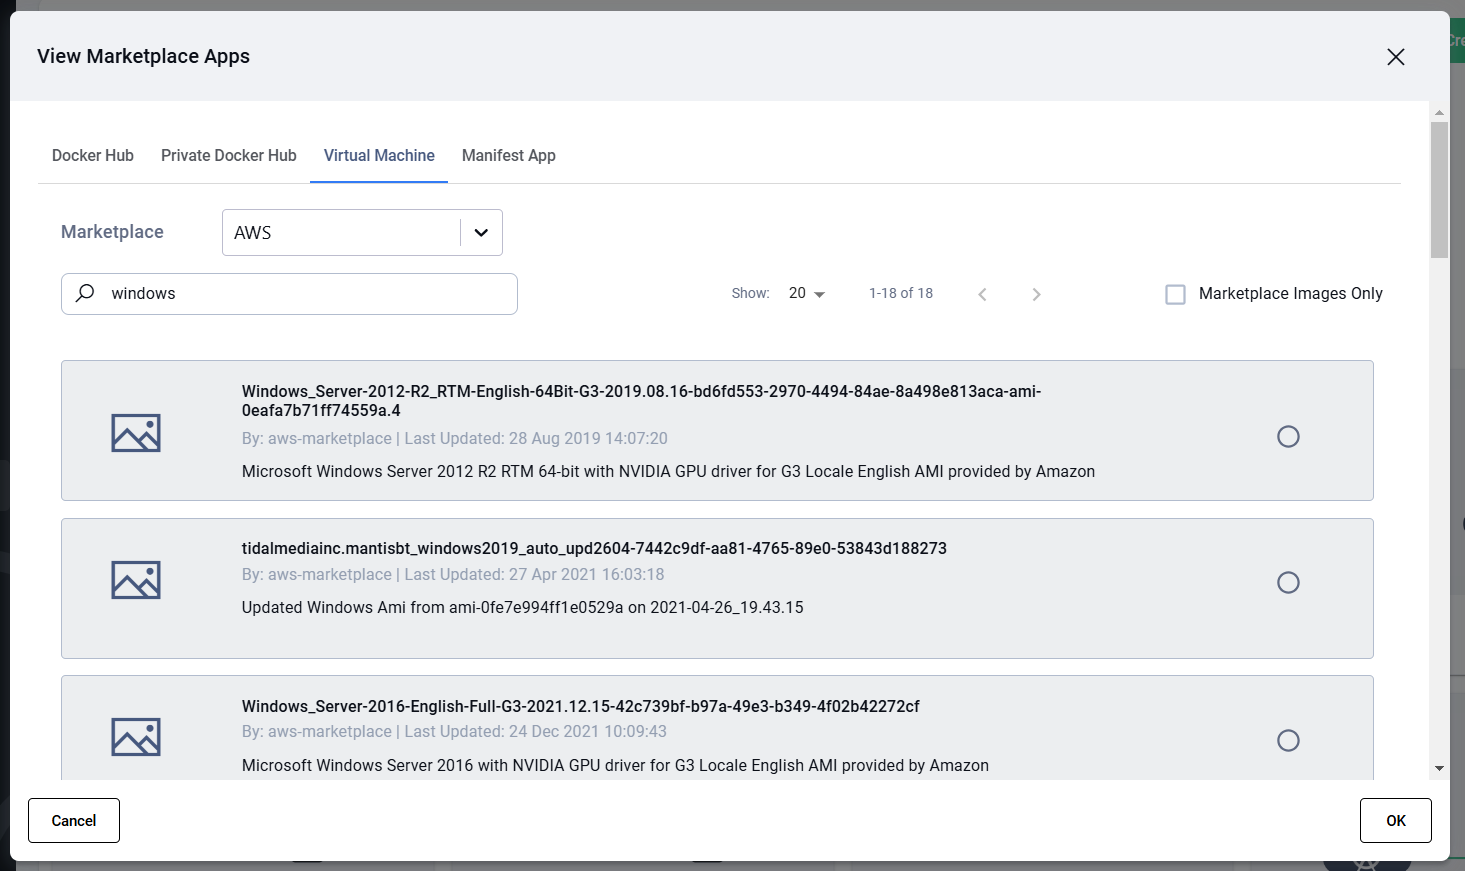 View Marketplace Apps
Docker Hub Private Docker Hub Virtual Machine Manifest App
Marketplace AWS
windows Show: 20 1-18 of 18 Marketplace Images Only
Windows_Server-2012-R2_RTM-English-64Bit-G3-2019.08.16-bd6fd553-2970-4494-84ae-8a498e813aca-ami-
0eafa7b71ff74559a.4
By: aws-marketplace | Last Updated: 28 Aug 2019 14:07:20
Microsoft Windows Server 2012 R2 RTM 64-bit with NVIDIA GPU driver for G3 Locale English AMI provided by Amazon
tidalmediainc.mantisbt_windows2019_auto_upd2604-7442c9df-aa81-4765-89e0-53843d188273
By: aws-marketplace | Last Updated: 27 Apr 2021 16:03:18
Updated Windows Ami from ami-0fe7e994ff1e0529a on 2021-04-26_19.43.15
Windows_Server-2016-English-Full-G3-2021.12.15-42c739bf-b97a-49e3-b349-4f02b42272cf
By: aws-marketplace | Last Updated: 24 Dec 2021 10:09:43
Microsoft Windows Server 2016 with NVIDIA GPU driver for G3 Locale English AMI provided by Amazon
Cancel OK